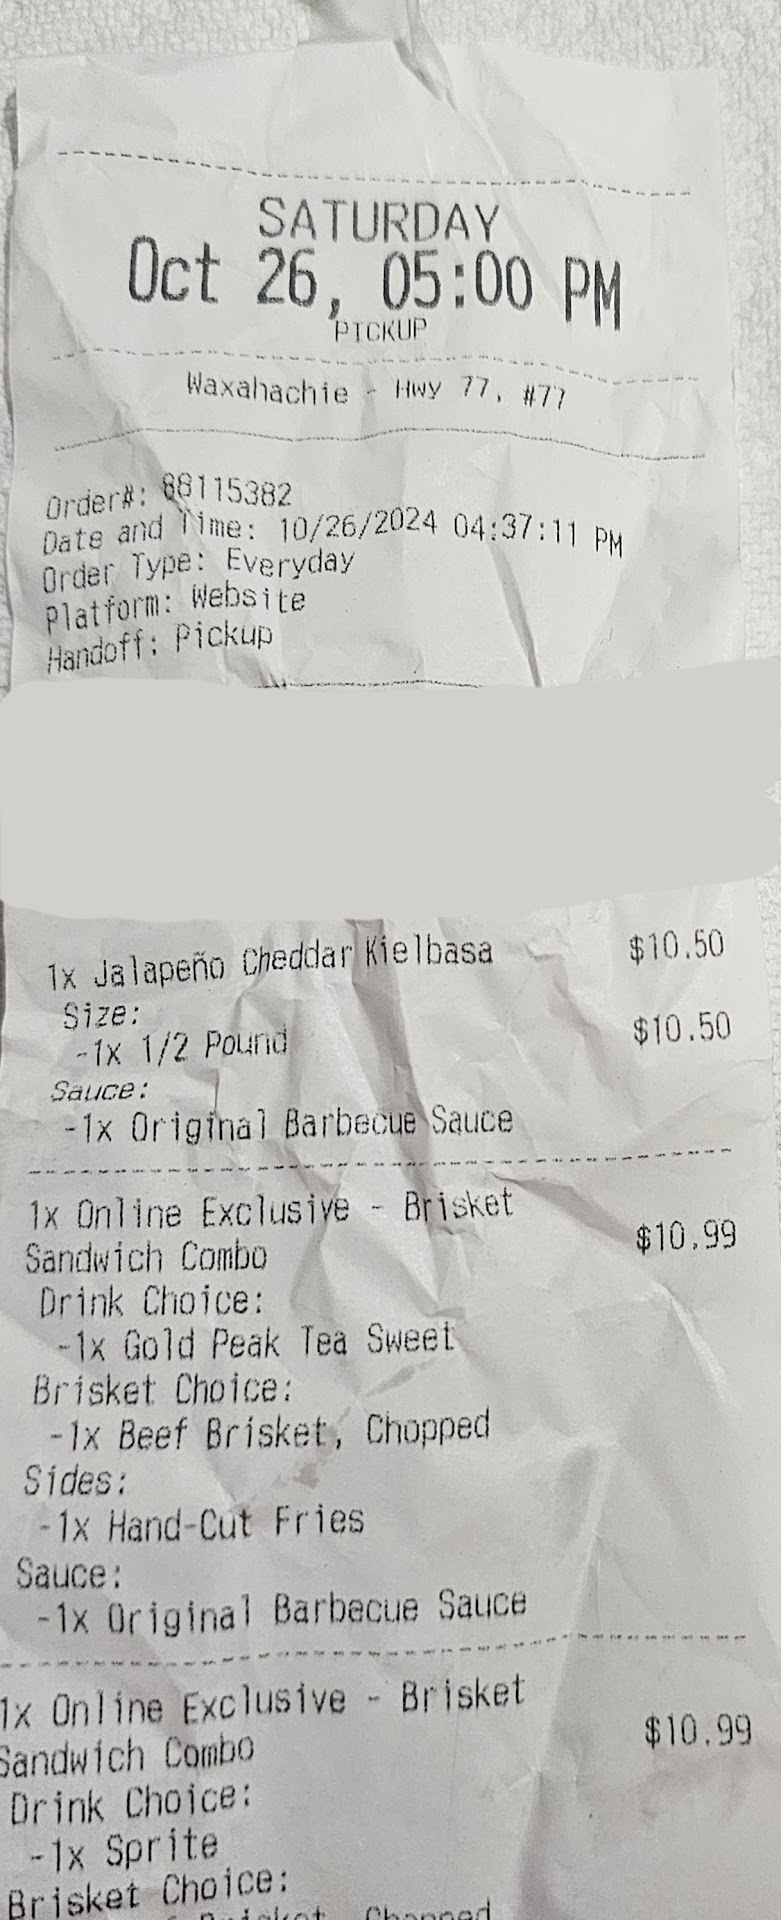 SATURDAY
Oct 26, 05:00 PM
PICKUP
Waxahachie - Hwy 77, #77
Order#: 88115382
Date and Time: 10/26/2024 04:37:11 PM
Order Type: Everyday
Platform: Website
Handoff: Pickup
1x Jalapeño Cheddar Kielbasa $10.50
Size:
-1x 1/2 Pound $10.50
Sauce:
-1x Original Barbecue Sauce
1x Online Exclusive - Brisket
Sandwich Combo $10.99
Drink Choice:
-1x Gold Peak Tea Sweet
Brisket Choice:
-1x Beef Brisket, Chopped
Sides:
-1x Hand-Cut Fries
Sauce:
-1x Original Barbecue Sauce
1x Online Exclusive - Brisket
Sandwich Combo $10.99
Drink Choice:
-1x Sprite
Brisket Choice:
Brisket, Chopped